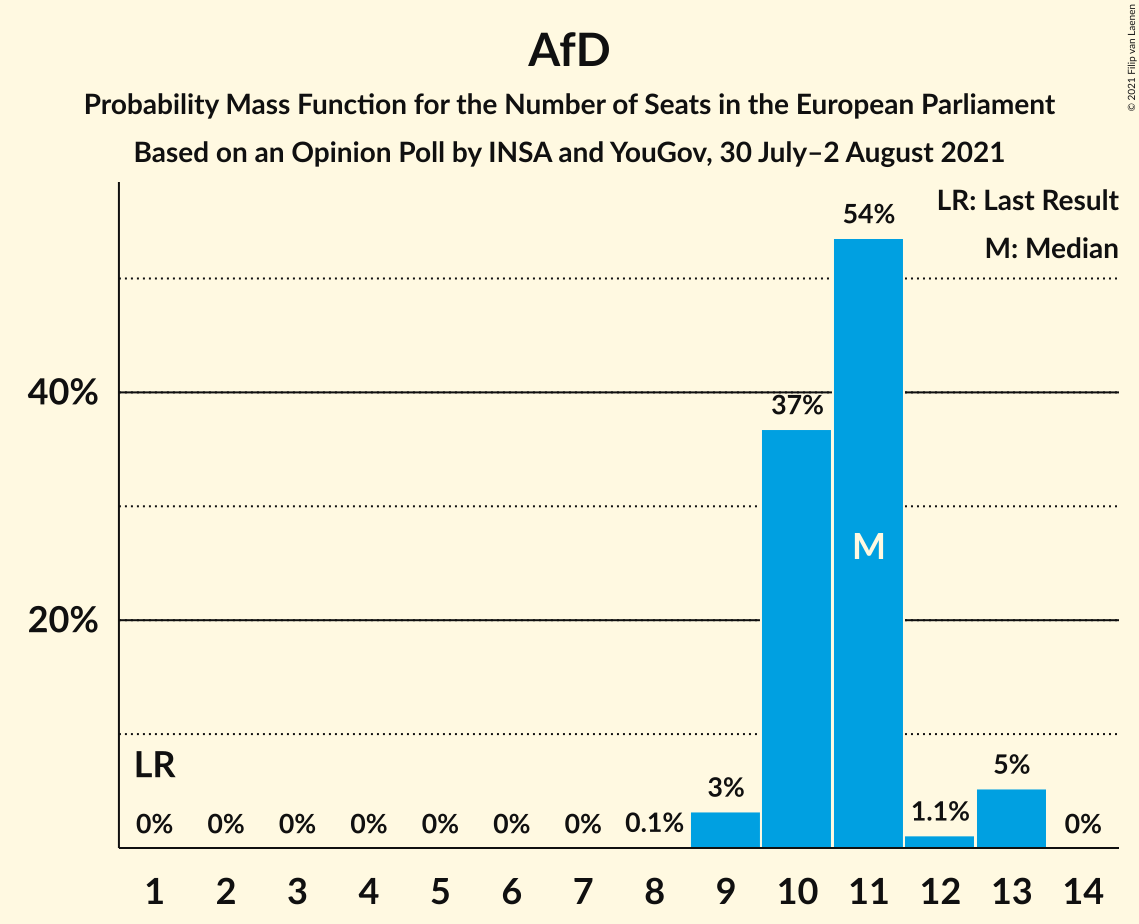 AfD
Probability Mass Function for the Number of Seats in the European Parliament
Based on an Opinion Poll by INSA and YouGov, 30 July–2 August 2021
© 2021 Filip van Laenen
LR: Last Result
M: Median
54%
40%
37%
M
20%
LR
5%
3%
0% 0% 0% 0% 0% 0% 0% 0.1% 1.1% 0%
1 2 3 4 5 6 7 8 9 10 11 12 13 14